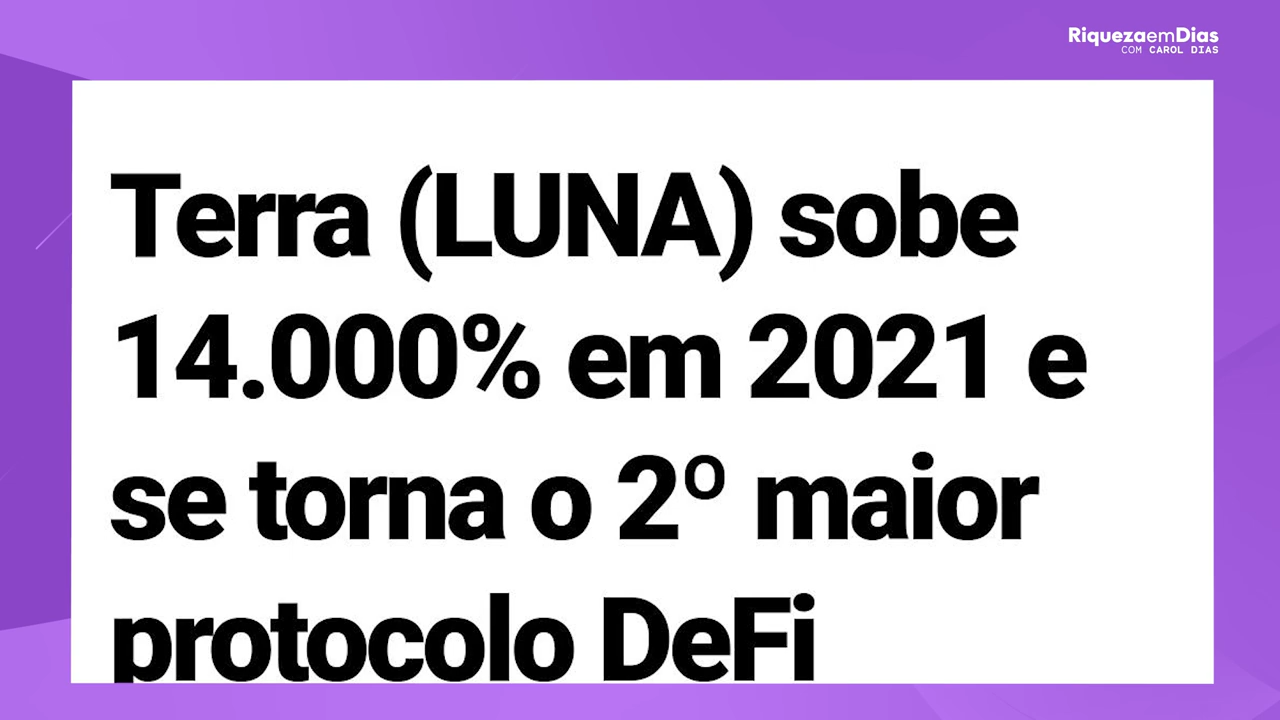 RiquezaemDias
COM CAROL DIAS
Terra (LUNA) sobe
14.000% em 2021 e
se torna o 2º maior
protocolo DeFi